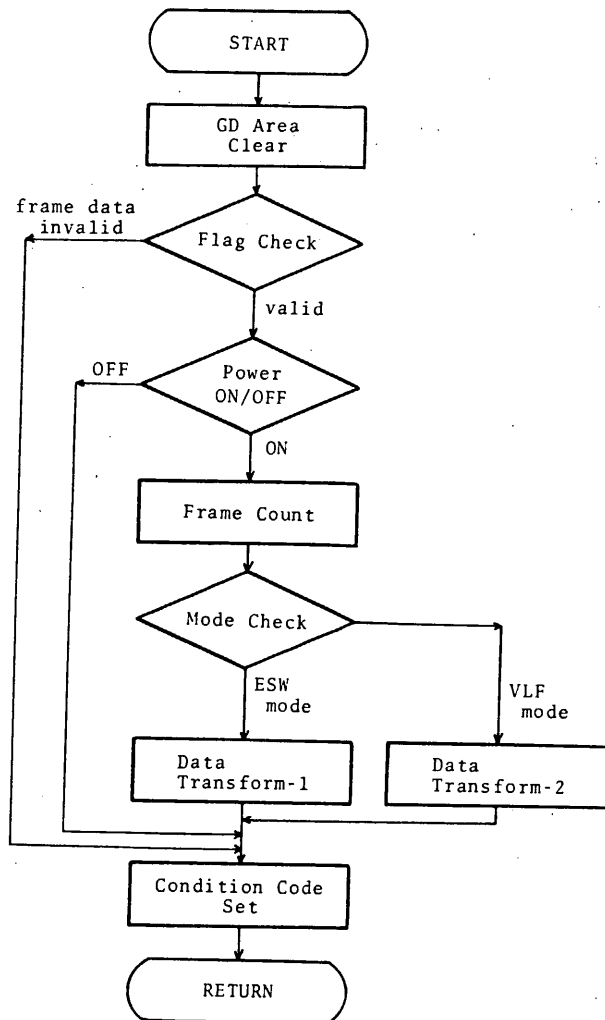 START
GD Area
Clear
frame data
invalid
Flag Check
valid
OFF
Power
ON/OFF
ON
Frame Count
Mode Check
ESW
mode
VLF
mode
Data
Transform-1
Data
Transform-2
Condition Code
Set
RETURN